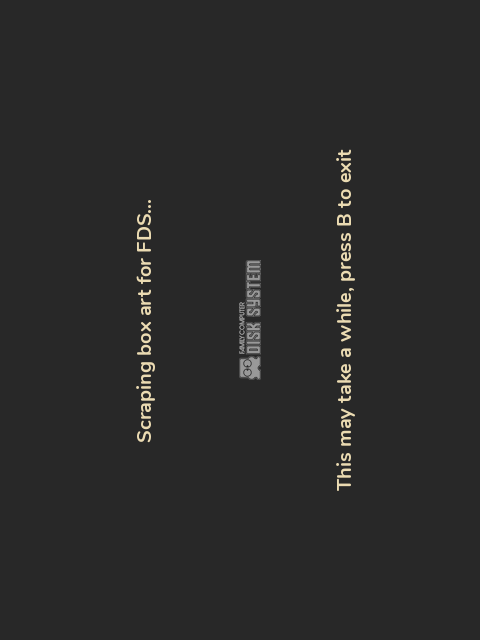 Scraping box art for FDS...
FAMILY COMPUTER
DISK SYSTEM
This may take a while, press B to exit